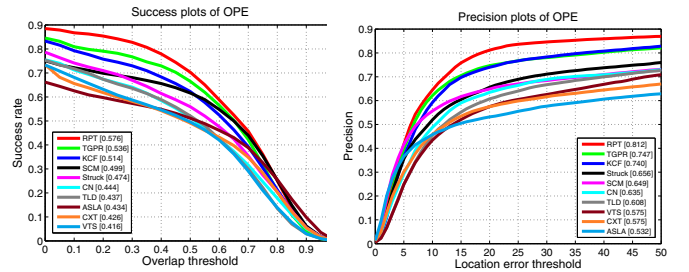 Success plots of OPE
Success rate
0.9
0.8
0.7
0.6
0.5
0.4
0.3
0.2
0.1
0
RPT [0.576]
TGPR [0.536]
KCF [0.514]
SCM [0.499]
Struck [0.474]
CN [0.444]
TLD [0.437]
ASLA [0.434]
CXT [0.426]
VTS [0.416]
0 0.1 0.2 0.3 0.4 0.5 0.6 0.7 0.8 0.9
Overlap threshold
Precision plots of OPE
Precision
0.9
0.8
0.7
0.6
0.5
0.4
0.3
0.2
0.1
0
RPT [0.812]
TGPR [0.747]
KCF [0.740]
Struck [0.656]
SCM [0.649]
CN [0.635]
TLD [0.608]
VTS [0.575]
CXT [0.575]
ASLA [0.532]
0 5 10 15 20 25 30 35 40 45 50
Location error threshold